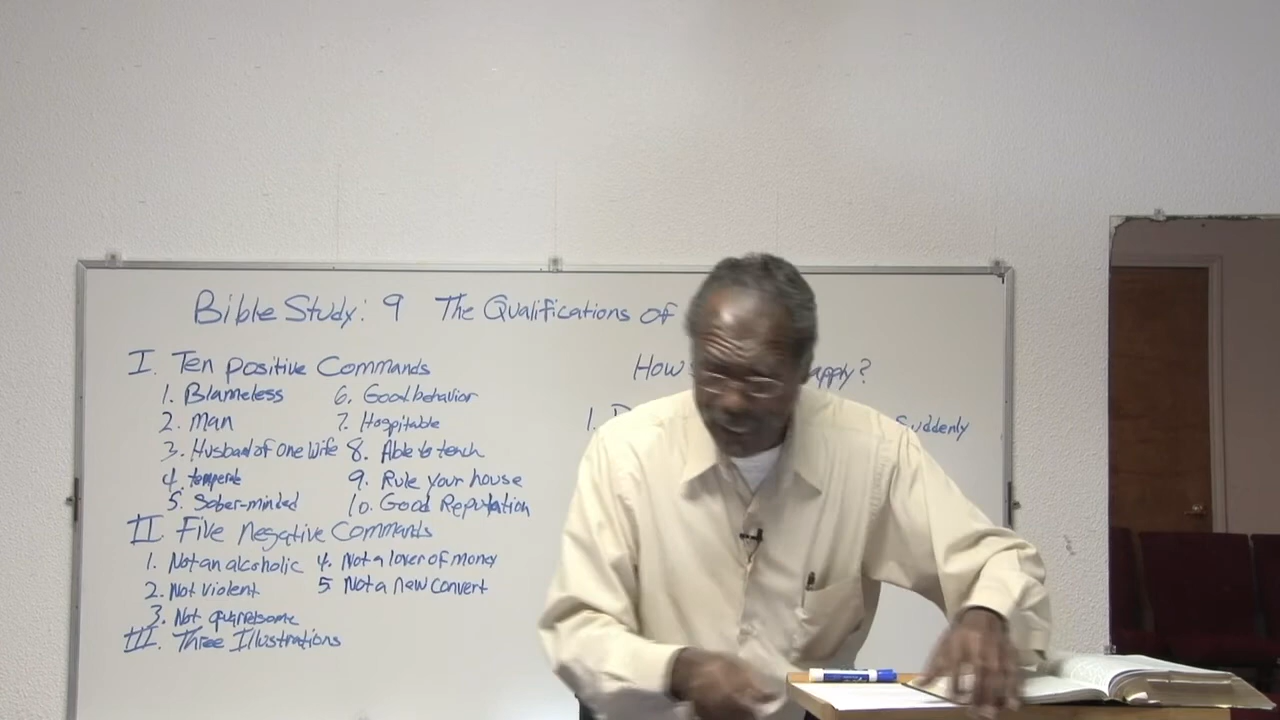 Bible Study: 9 The Qualifications of
I. Ten positive Commands
1. Blameless 6. Good behavior
2. Man 7. Hospitable
3. Husband of One Wife 8. Able to teach
4. temperate 9. Rule your house
5. Sober-minded 10. Good Reputation
II. Five Negative Commands
1. Not an alcoholic 4. Not a lover of money
2. Not violent 5 Not a new convert
3. Not quarrelsome
III. Three Illustrations
How apply?
1. Suddenly